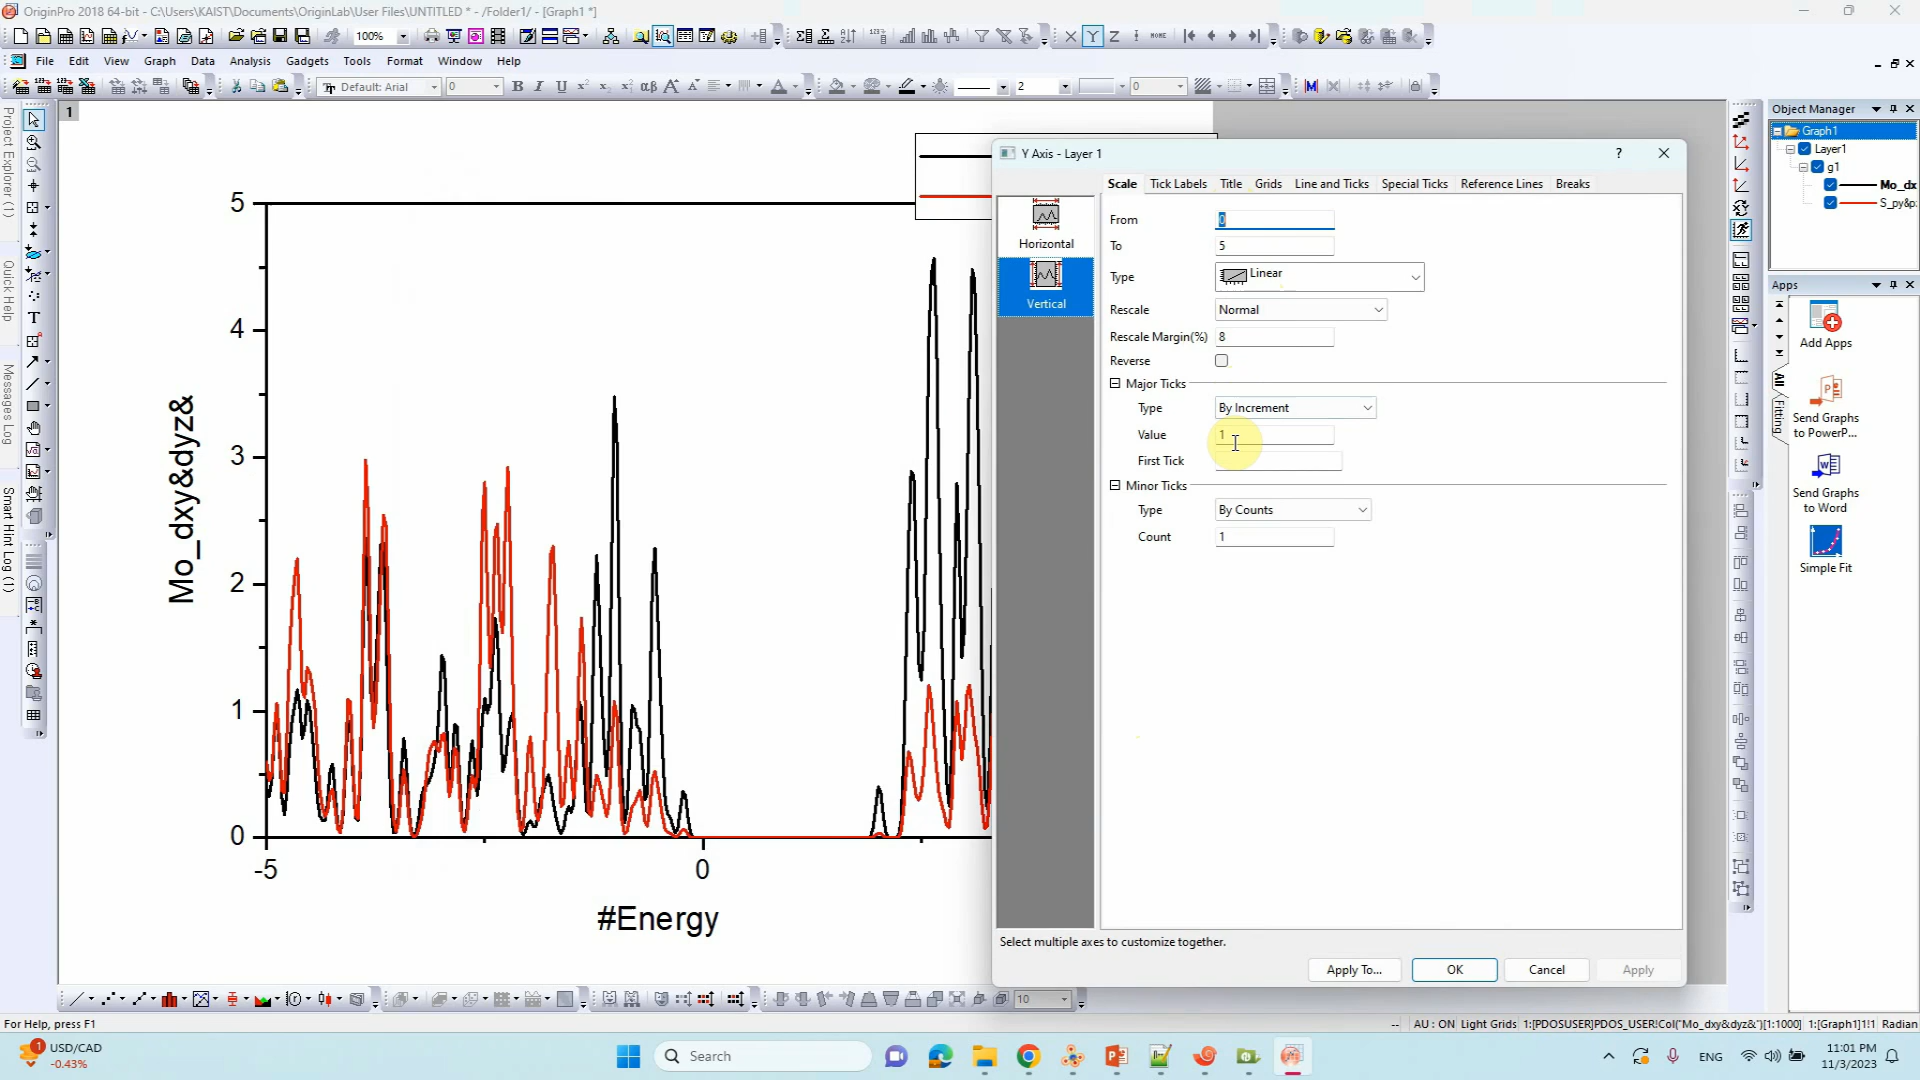 OriginPro 2018 64-bit - C:\Users\KAIST\Documents\OriginLab\User Files\UNTITLED * - /Folder1/ - [Graph1 *]
100%
X Y Z HOME
File Edit View Graph Data Analysis Gadgets Tools Format Window Help
Default: Arial 0 B I U αβ A A 2 0
Project Explorer (1)
Quick Help
Messages Log
Smart Hint Log (1)
1
5
4
3
2
1
0
-5
0
Mo_dxy&dyz&
#Energy
Y Axis - Layer 1
? ×
Horizontal
Vertical
Scale Tick Labels Title Grids Line and Ticks Special Ticks Reference Lines Breaks
From 0
To 5
Type Linear
Rescale Normal
Rescale Margin(%) 8
Reverse
Major Ticks
Type By Increment
Value 1
First Tick
Minor Ticks
Type By Counts
Count 1
Select multiple axes to customize together.
Apply To... OK Cancel Apply
Object Manager
Graph1
Layer1
g1
Mo_dx
S_py&p
Apps
All
Fitting
Add Apps
Send Graphs
to PowerP...
Send Graphs
to Word
Simple Fit
10
For Help, press F1
-- AU : ON Light Grids 1:[PDOSUSER]PDOS_USER!Col("Mo_dxy&dyz&")[1:1000] 1:[Graph1]1!1 Radian
1
USD/CAD
-0.43%
Search
ENG
11:01 PM
11/3/2023